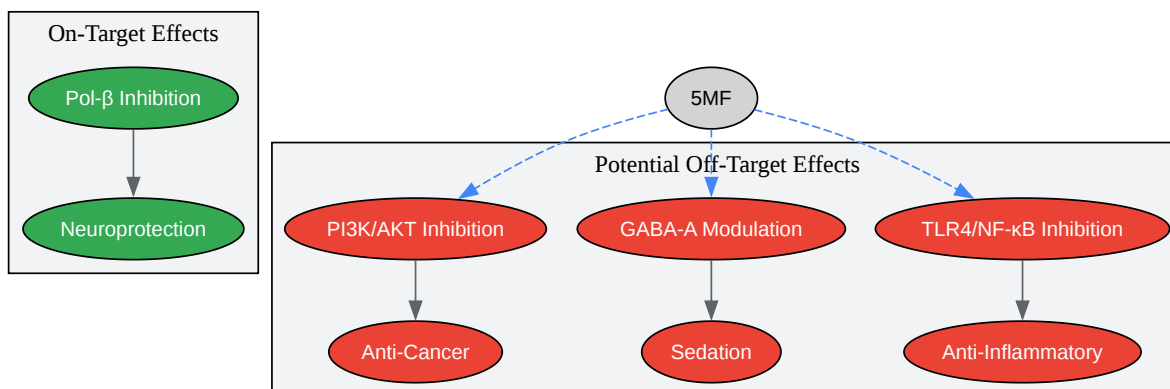 On-Target Effects
Pol-β Inhibition
Neuroprotection
5MF
Potential Off-Target Effects
PI3K/AKT Inhibition
GABA-A Modulation
TLR4/NF-κB Inhibition
Anti-Cancer
Sedation
Anti-Inflammatory